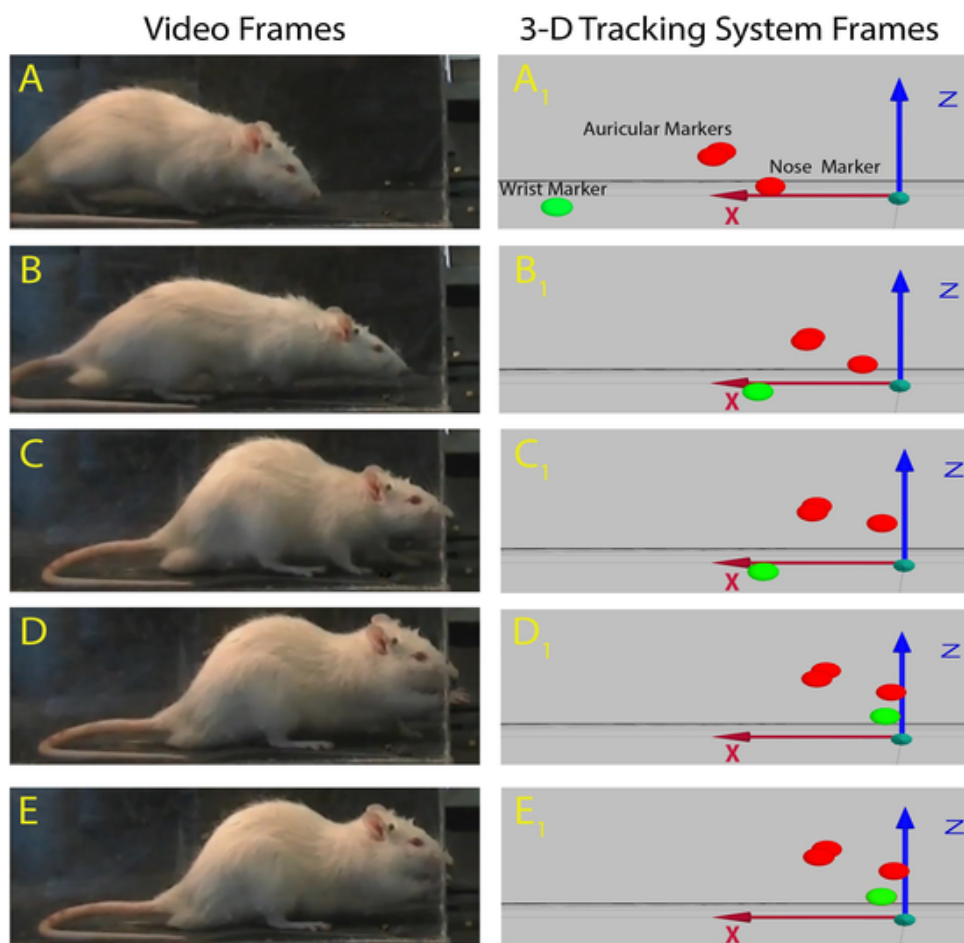 Video Frames
3-D Tracking System Frames
A
A1
Auricular Markers
Nose Marker
Wrist Marker
X
Z
B
B1
X
Z
C
C1
X
Z
D
D1
X
Z
E
E1
X
Z